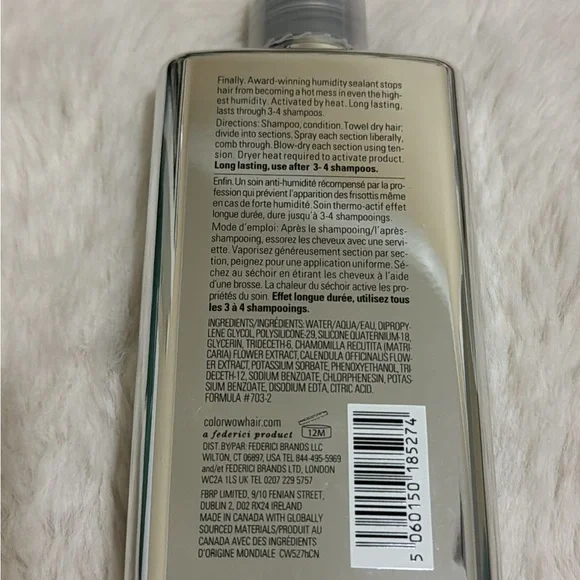 Finally. Award-winning humidity sealant stops
hair from becoming a hot mess in even the high-
est humidity. Activated by heat. Long lasting,
lasts through 3-4 shampoos.
Directions: Shampoo, condition. Towel dry hair;
divide into sections. Spray each section liberally,
comb through. Blow-dry each section using ten-
sion. Dryer heat required to activate product.
Long lasting, use after 3-4 shampoos.
Enfin. Un soin anti-humidité récompensé par la pro-
fession qui prévient l'apparition des frisottis même
en cas de forte humidité. Soin thermo-actif effet
longue durée, dure jusqu'à 3-4 shampooings.
Mode d'emploi: Après le shampooing/l'après-
shampooing, essorez les cheveux avec une servi-
ette. Vaporisez généreusement section par sec-
tion, peignez pour une application uniforme. Sé-
chez au séchoir en étirant les cheveux à l'aide
d'une brosse. La chaleur du séchoir active les pro-
priétés du soin. Effet longue durée, utilisez tous
les 3 à 4 shampooings.
INGREDIENTS/INGRÉDIENTS: WATER/AQUA/EAU, DIPROPY-
LENE GLYCOL, POLYSILICONE-29, SILICONE QUATERNIUM-18,
GLYCERIN, TRIDECETH-6, CHAMOMILLA RECUTITA (MATRI-
CARIA) FLOWER EXTRACT, CALENDULA OFFICINALIS FLOW-
ER EXTRACT, POTASSIUM SORBATE, PHENOXYETHANOL, TRI
DECETH-12, SODIUM BENZOATE, CHLORPHENESIN, POTAS-
SIUM BENZOATE, DISODIUM EDTA, CITRIC ACID.
FORMULA #703-2
colorwowhair.com
a federici product 12M
DIST. BY/PAR: FEDERICI BRANDS LLC
WILTON, CT 06897, USA TEL 844-495-5969
and/et FEDERICI BRANDS LTD, LONDON
WC2A 1LS UK TEL 0207 229 5757
FBRP LIMITED, 9/10 FENIAN STREET,
DUBLIN 2, D02 RX24 IRELAND
MADE IN CANADA WITH GLOBALLY
SOURCED MATERIALS/PRODUIT AU
CANADA AVEC DES INGRÉDIENTS
D'ORIGINE MONDIALE CW527hCN
5 060150 185274